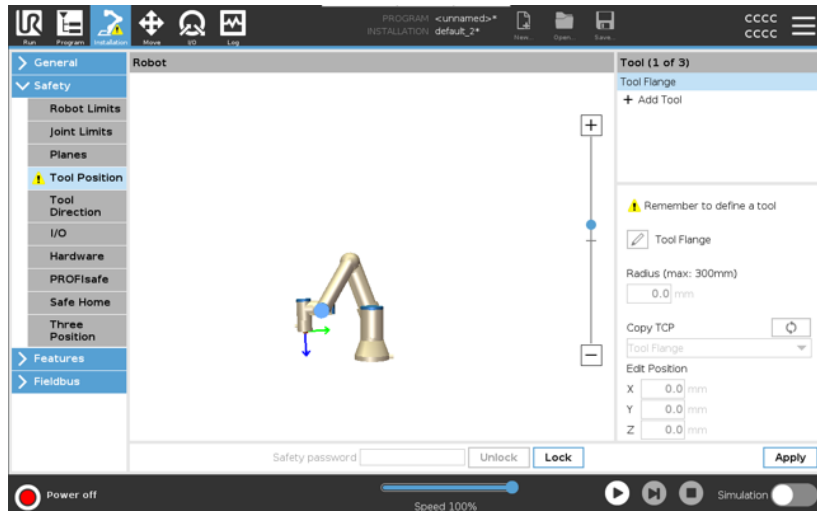 UR
Run
Program
Installation
Move
I/O
Log
PROGRAM <unnamed>*
INSTALLATION default_2*
New...
Open...
Save...
cccc
cccc
General
Safety
Robot Limits
Joint Limits
Planes
Tool Position
Tool
Direction
I/O
Hardware
PROFIsafe
Safe Home
Three
Position
Features
Fieldbus
Robot
Tool (1 of 3)
Tool Flange
+ Add Tool
Remember to define a tool
Tool Flange
Radius (max: 300mm)
0.0 mm
Copy TCP
Tool Flange
Edit Position
X 0.0 mm
Y 0.0 mm
Z 0.0 mm
Safety password
Unlock
Lock
Apply
Power off
Speed 100%
Simulation